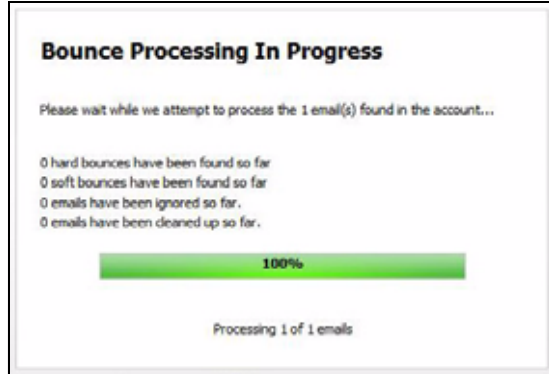 Bounce Processing In Progress
Please wait while we attempt to process the 1 email(s) found in the account...
0 hard bounces have been found so far
0 soft bounces have been found so far
0 emails have been ignored so far.
0 emails have been cleaned up so far.
100%
Processing 1 of 1 emails